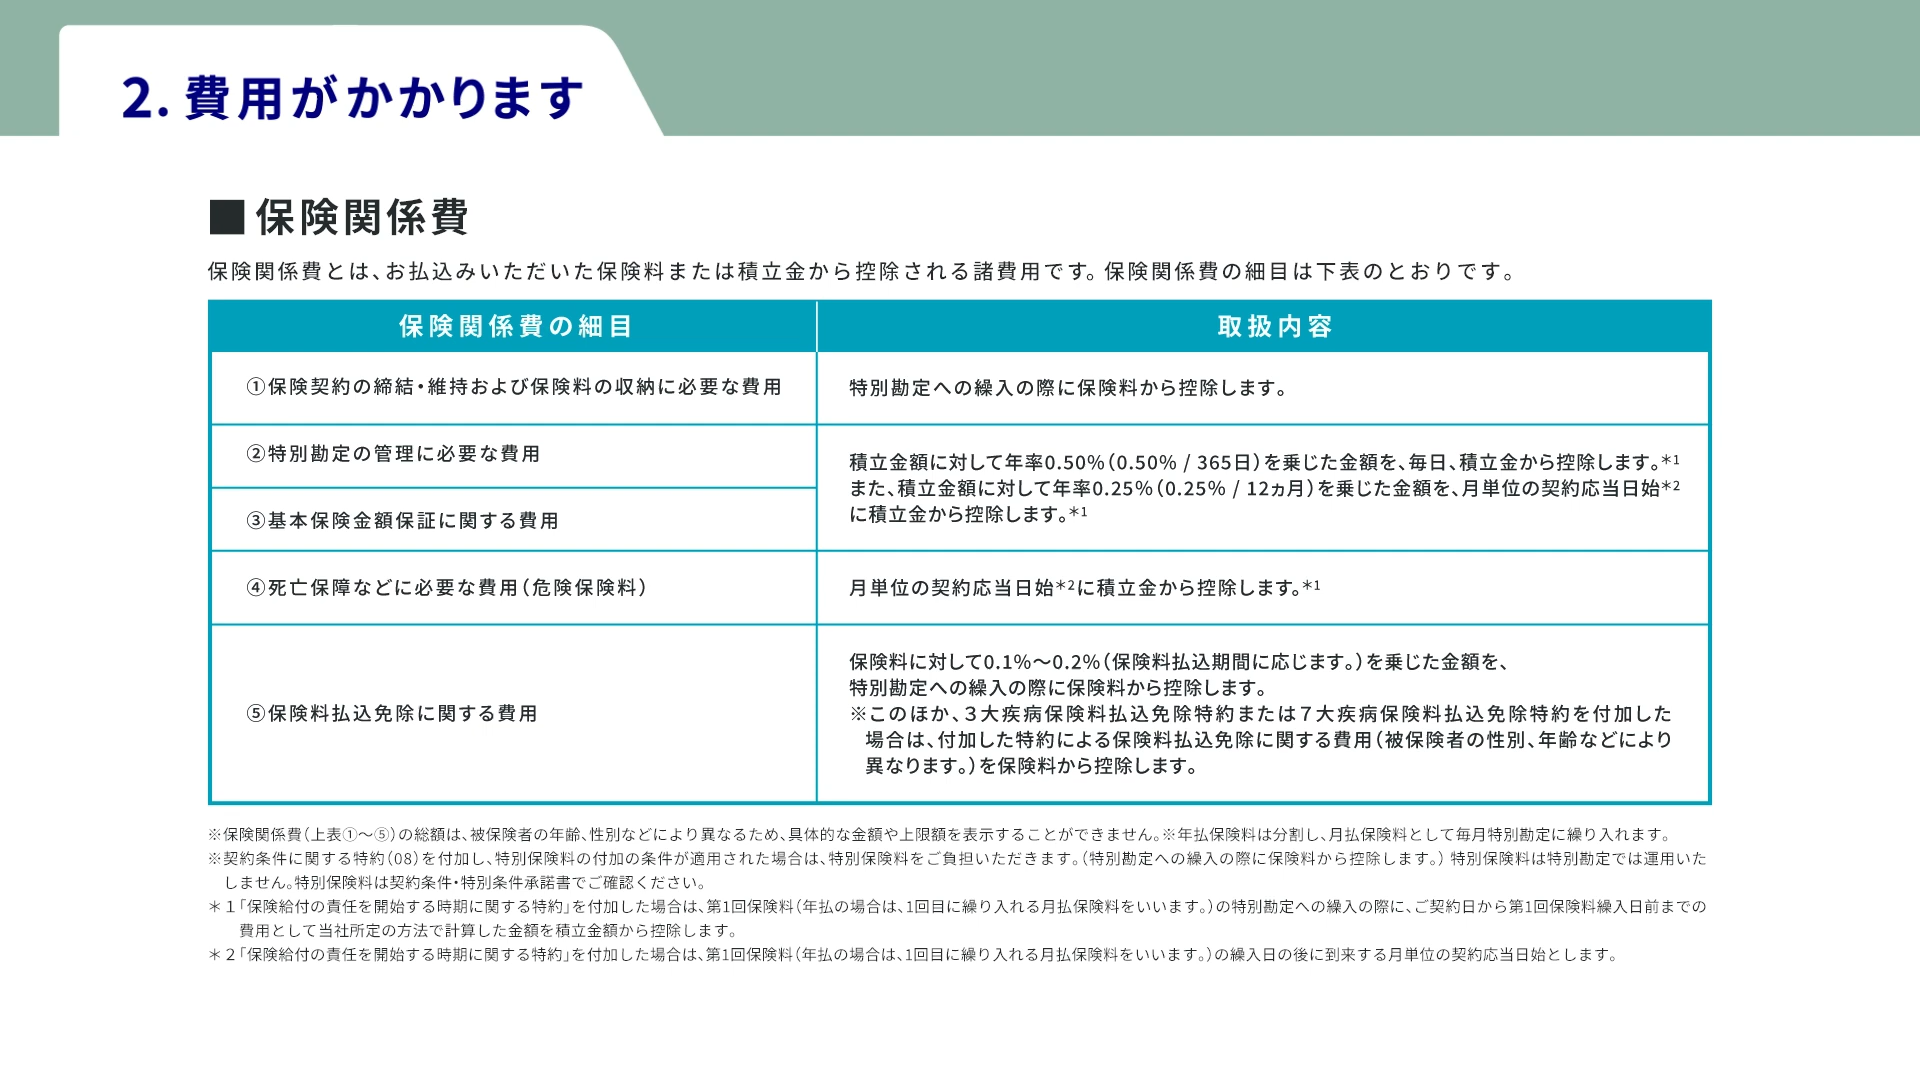 2. 費用がかかります
■保険関係費
保険関係費とは、お払込みいただいた保険料または積立金から控除される諸費用です。保険関係費の細目は下表のとおりです。
保険関係費の細目
取扱内容
①保険契約の締結・維持および保険料の収納に必要な費用
特別勘定への繰入の際に保険料から控除します。
②特別勘定の管理に必要な費用
③基本保険金額保証に関する費用
積立金額に対して年率0.50%(0.50% / 365日)を乗じた金額を、毎日、積立金から控除します。＊1
また、積立金額に対して年率0.25%(0.25% / 12ヵ月)を乗じた金額を、月単位の契約応当日始＊2
に積立金から控除します。＊1
④死亡保障などに必要な費用(危険保険料)
月単位の契約応当日始＊2に積立金から控除します。＊1
⑤保険料払込免除に関する費用
保険料に対して0.1%〜0.2%(保険料払込期間に応じます。)を乗じた金額を、
特別勘定への繰入の際に保険料から控除します。
※このほか、3大疾病保険料払込免除特約または7大疾病保険料払込免除特約を付加した
場合は、付加した特約による保険料払込免除に関する費用(被保険者の性別、年齢などにより
異なります。)を保険料から控除します。
※保険関係費(上表①〜⑤)の総額は、被保険者の年齢、性別などにより異なるため、具体的な金額や上限額を表示することができません。※年払保険料は分割し、月払保険料として毎月特別勘定に繰り入れます。
※契約条件に関する特約(08)を付加し、特別保険料の付加の条件が適用された場合は、特別保険料をご負担いただきます。(特別勘定への繰入の際に保険料から控除します。) 特別保険料は特別勘定では運用いた
しません。特別保険料は契約条件・特別条件承諾書でご確認ください。
＊1「保険給付の責任を開始する時期に関する特約」を付加した場合は、第1回保険料(年払の場合は、1回目に繰り入れる月払保険料をいいます。)の特別勘定への繰入の際に、ご契約日から第1回保険料繰入日前までの
費用として当社所定の方法で計算した金額を積立金額から控除します。
＊2「保険給付の責任を開始する時期に関する特約」を付加した場合は、第1回保険料(年払の場合は、1回目に繰り入れる月払保険料をいいます。)の繰入日の後に到来する月単位の契約応当日始とします。